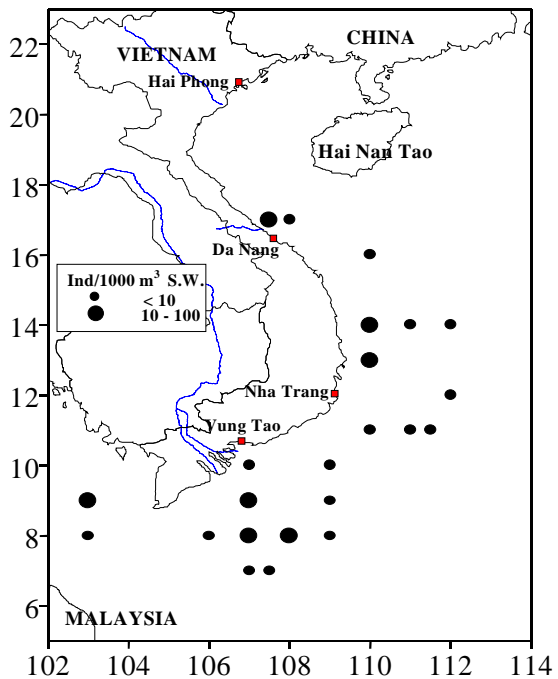 22
20
18
16
14
12
10
8
6
CHINA
VIETNAM
Hai Phong
Hai Nan Tao
Da Nang
Ind/1000 m³ S.W.
< 10
10 - 100
Nha Trang
Vung Tao
MALAYSIA
102 104 106 108 110 112 114